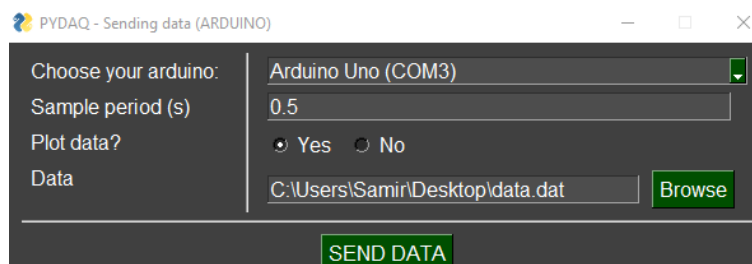 PYDAQ - Sending data (ARDUINO)
Choose your arduino: Arduino Uno (COM3)
Sample period (s) 0.5
Plot data? Yes No
Data C:\Users\Samir\Desktop\data.dat Browse
SEND DATA